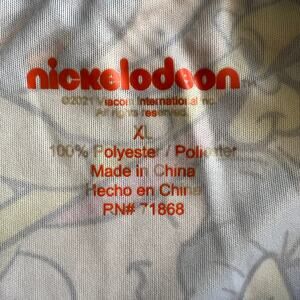 nickelodeon
©2021 Viacom International Inc.
All rights reserved.
XL
100% Polyester / Poliéster
Made in China
Hecho en China
RN# 71868